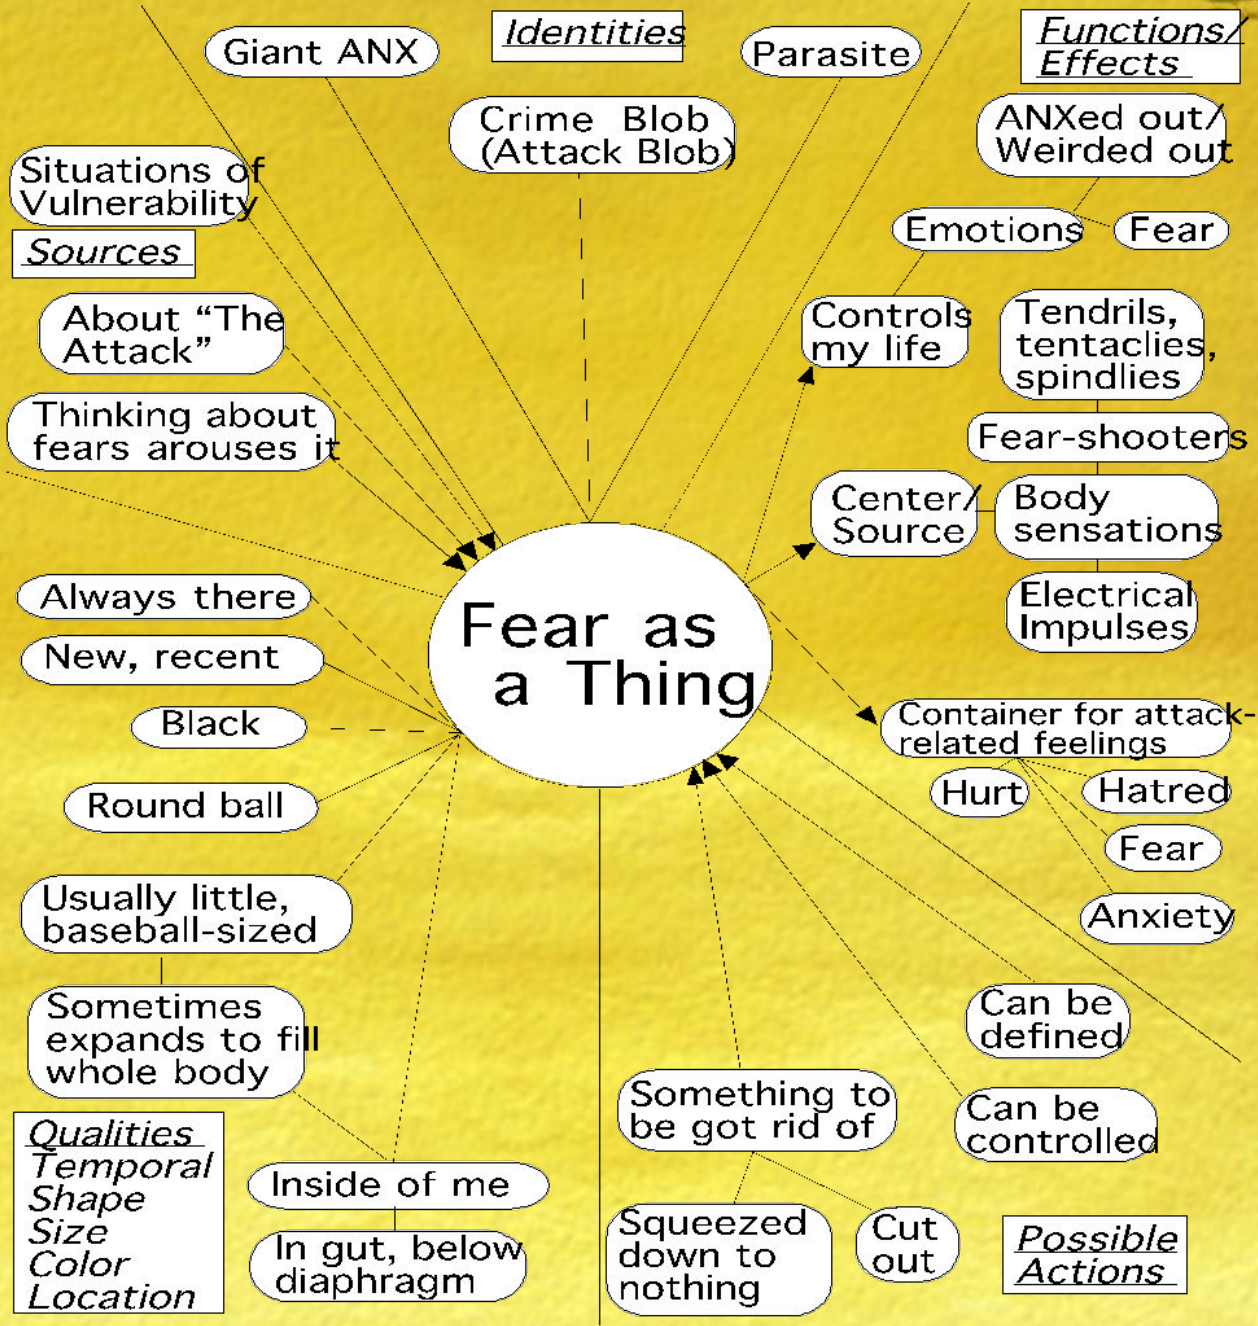 Giant ANX
Identities
Parasite
Crime Blob
(Attack Blob)
Functions/
Effects
ANXed out/
Weirded out
Emotions
Fear
Controls
my life
Tendrils,
tentaclies,
spindlies
Fear-shooters
Center/
Source
Body
sensations
Electrical
Impulses
Container for attack-
related feelings
Hurt
Hatred
Fear
Anxiety
Situations of
Vulnerability
Sources
About “The
Attack”
Thinking about
fears arouses it
Fear as
a Thing
Always there
New, recent
Black
Round ball
Usually little,
baseball-sized
Sometimes
expands to fill
whole body
Inside of me
In gut, below
diaphragm
Qualities
Temporal
Shape
Size
Color
Location
Can be
defined
Can be
controlled
Something to
be got rid of
Squeezed
down to
nothing
Cut
out
Possible
Actions